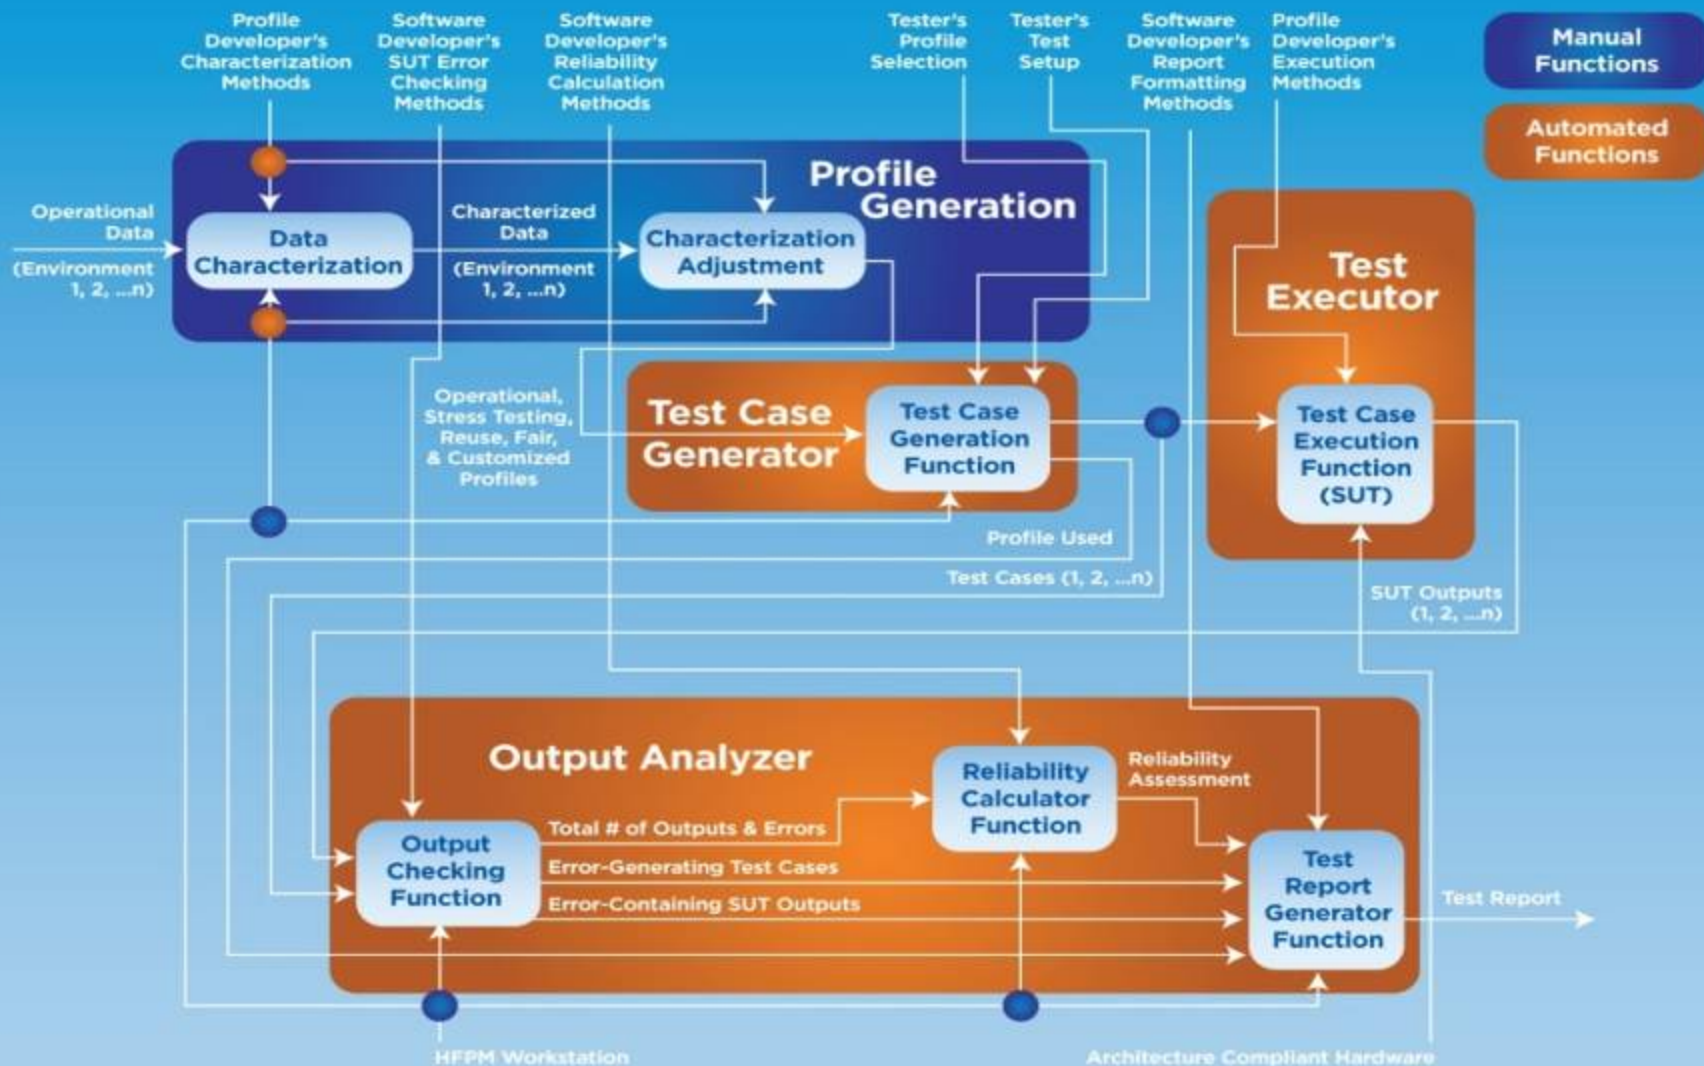 Profile
Developer's
Characterization
Methods
Software
Developer's
SUT Error
Checking
Methods
Software
Developer's
Reliability
Calculation
Methods
Tester's
Profile
Selection
Tester's
Test
Setup
Software
Developer's
Report
Formatting
Methods
Profile
Developer's
Execution
Methods
Manual
Functions
Automated
Functions
Profile
Generation
Operational
Data
(Environment
1, 2, ...n)
Data
Characterization
Characterized
Data
(Environment
1, 2, ...n)
Characterization
Adjustment
Test
Executor
Operational,
Stress Testing,
Reuse, Fair,
& Customized
Profiles
Test Case
Generator
Test Case
Generation
Function
Test Case
Execution
Function
(SUT)
Profile Used
Test Cases (1, 2, ...n)
SUT Outputs
(1, 2, ...n)
Output Analyzer
Reliability
Calculator
Function
Reliability
Assessment
Output
Checking
Function
Total # of Outputs & Errors
Error-Generating Test Cases
Error-Containing SUT Outputs
Test
Report
Generator
Function
Test Report
HFPM Workstation
Architecture Compliant Hardware